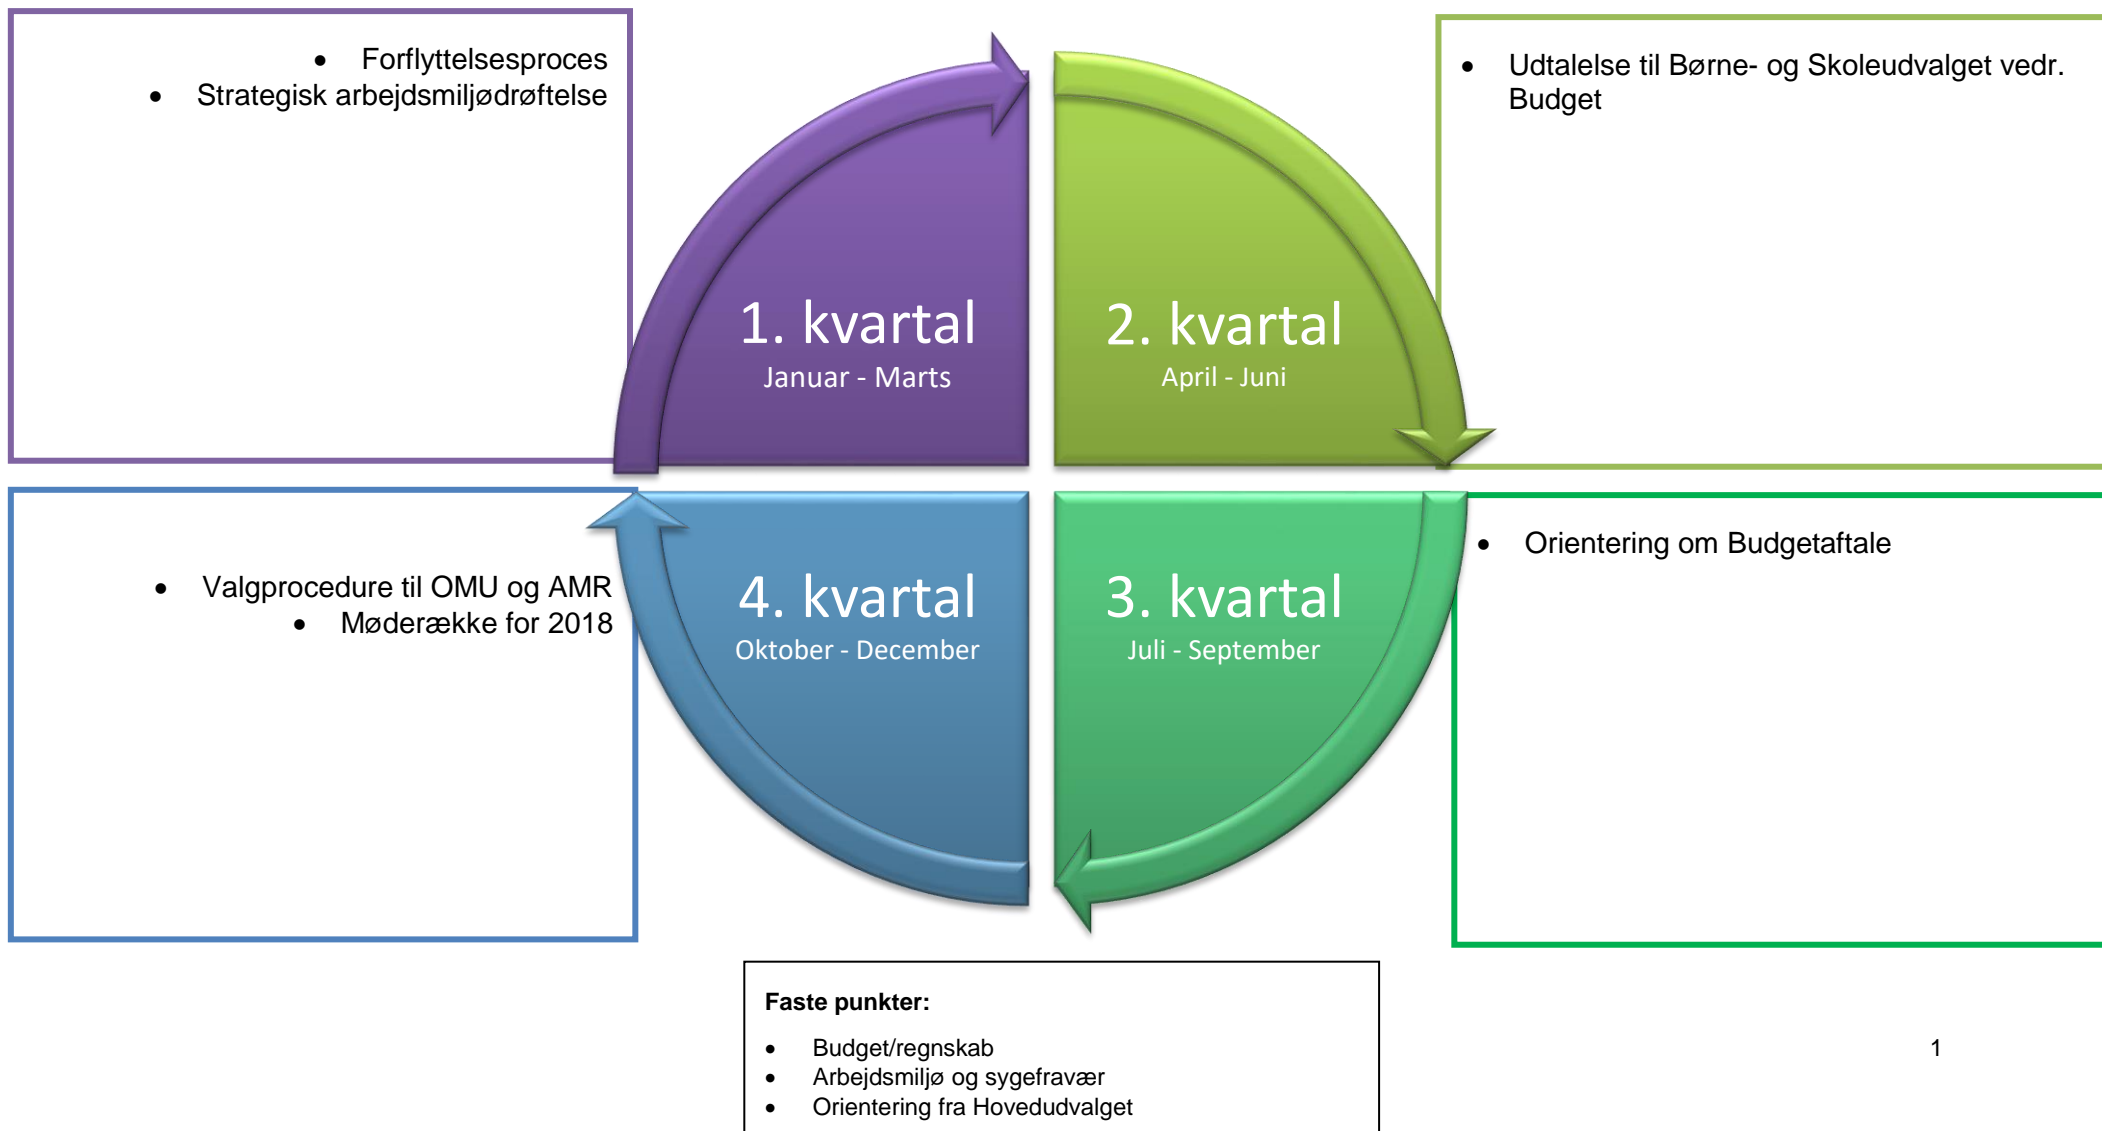 Forflyttelsesproces
Strategisk arbejdsmiljødrøftelse
Udtalelse til Børne- og Skoleudvalget vedr.
Budget
1. kvartal
Januar - Marts
2. kvartal
April - Juni
Valgprocedure til OMU og AMR
Møderække for 2018
4. kvartal
Oktober - December
3. kvartal
Juli - September
Orientering om Budgetaftale
Faste punkter:
Budget/regnskab
Arbejdsmiljø og sygefravær
Orientering fra Hovedudvalget
1